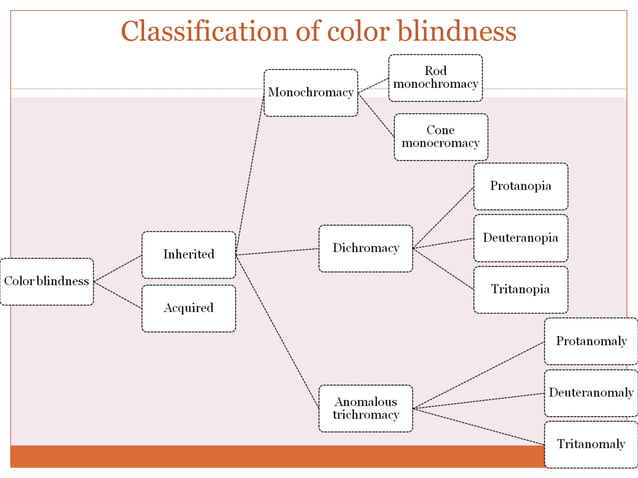 Classification of color blindness
Color blindness
Inherited
Acquired
Monochromacy
Rod
monochromacy
Cone
monocromacy
Dichromacy
Protanopia
Deuteranopia
Tritanopia
Anomalous
trichromacy
Protanomaly
Deuteranomaly
Tritanomaly